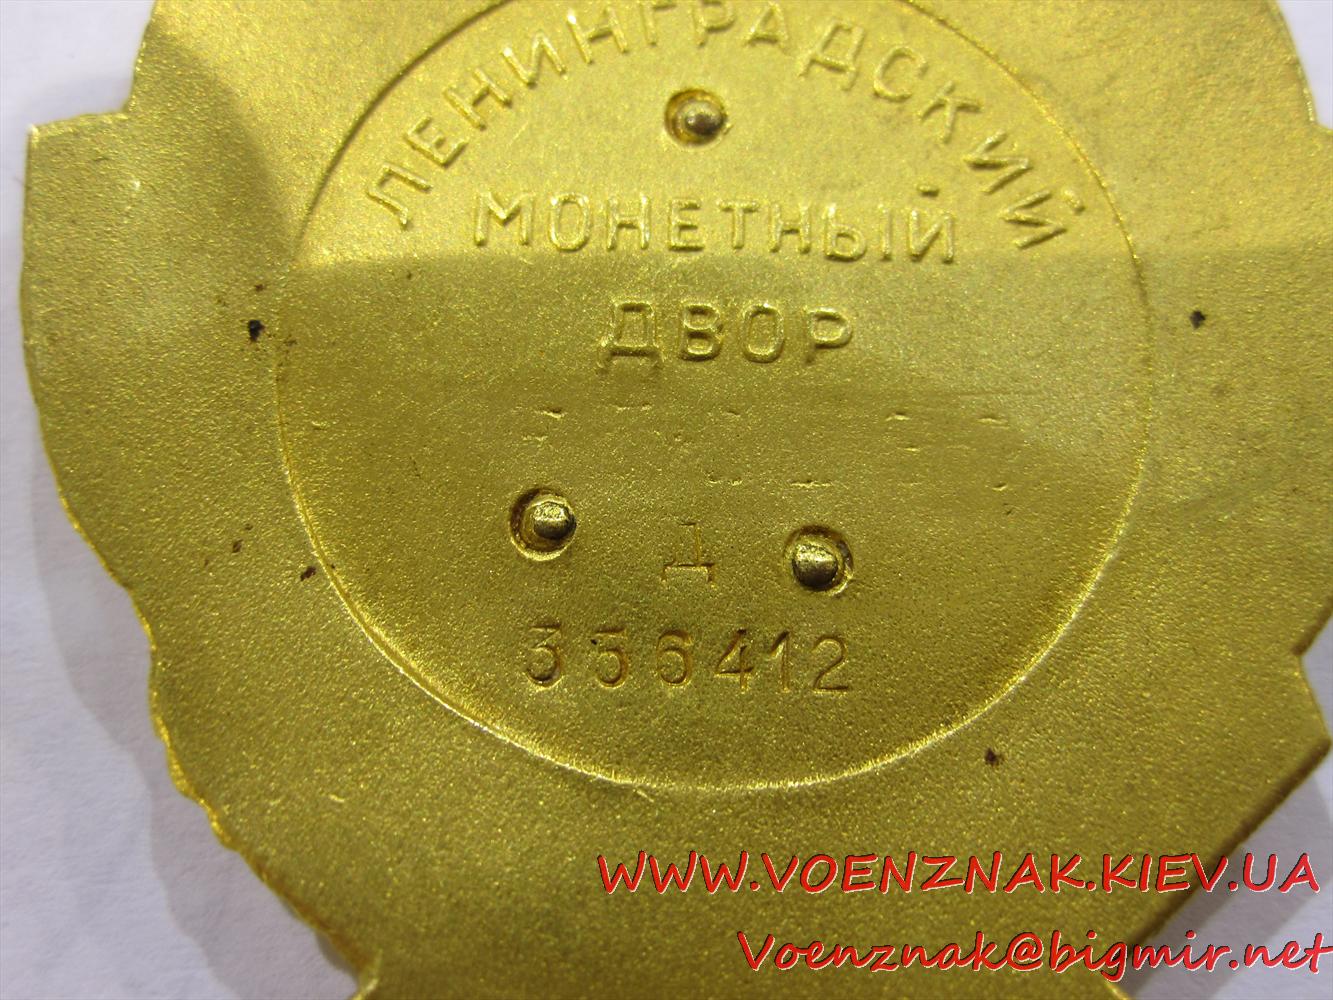 ЛЕНИНГРАДСКИЙ
МОНЕТНЫЙ
ДВОР
Д
356412
WWW.VOENZNAK.KIEV.UA
Voenznak@bigmir.net